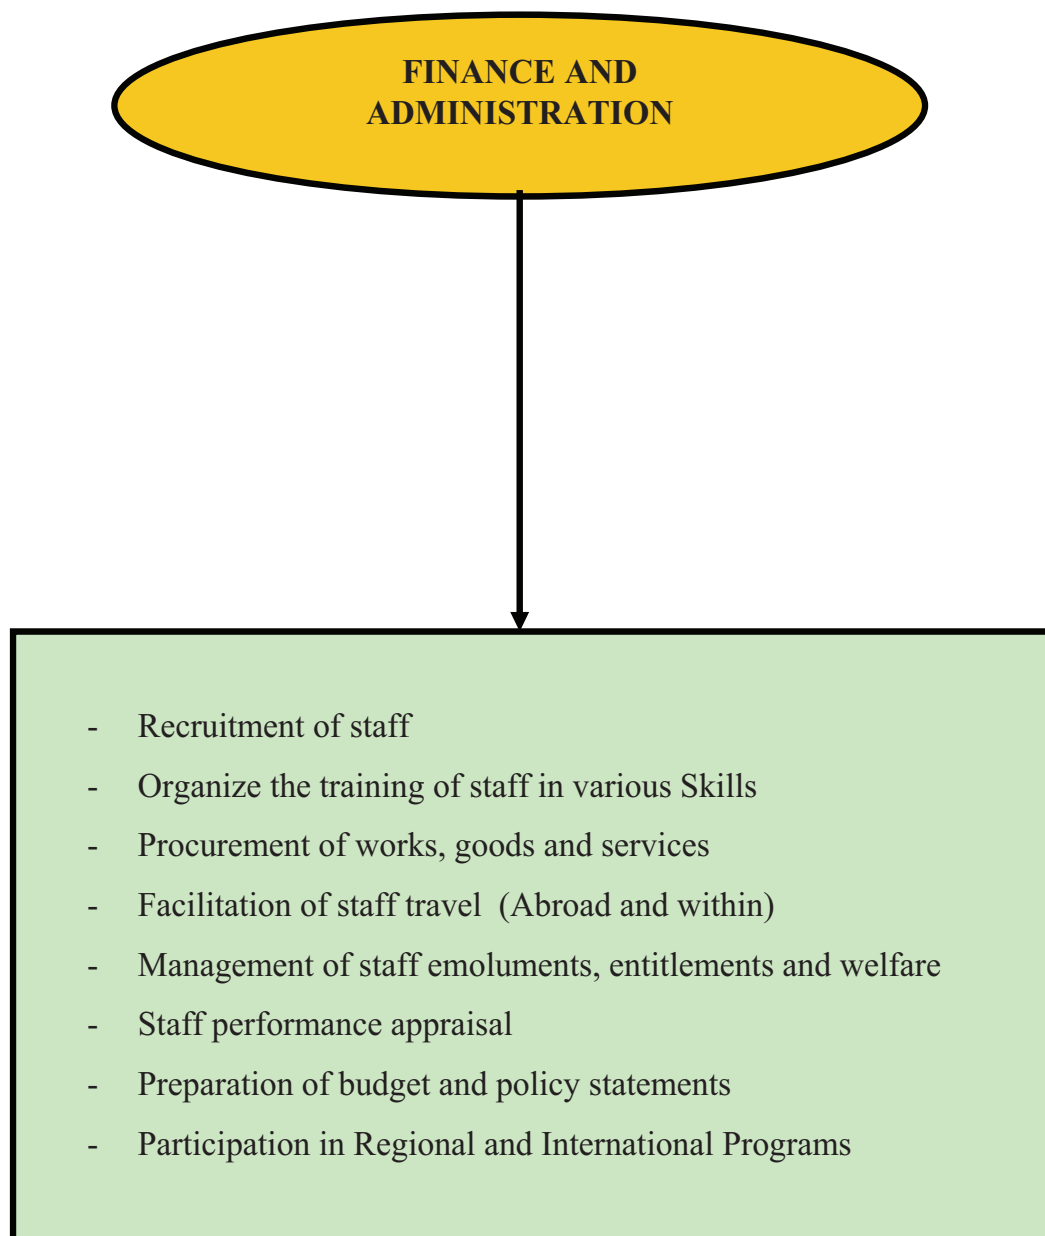 FINANCE AND
ADMINISTRATION
- Recruitment of staff
- Organize the training of staff in various Skills
- Procurement of works, goods and services
- Facilitation of staff travel  (Abroad and within)
- Management of staff emoluments, entitlements and welfare
- Staff performance appraisal
- Preparation of budget and policy statements
- Participation in Regional and International Programs